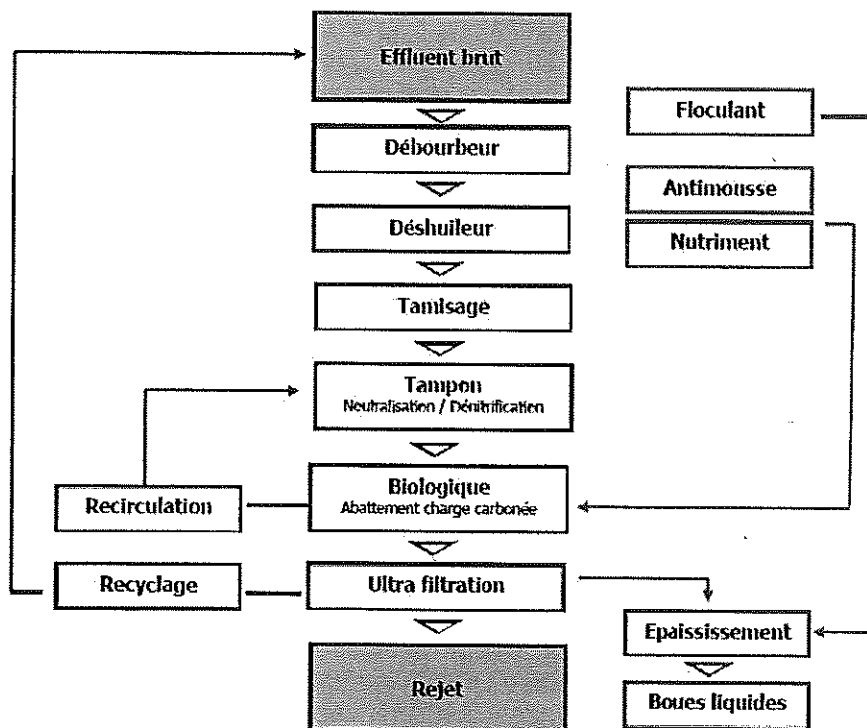 Effluent brut
Floculant
Débourbeur
Antimousse
Déshuileur
Nutriment
Tamisage
Tampon
Neutralisation / Dénitrification
Biologique
Abattement charge carbonée
Recirculation
Recyclage
Ultra filtration
Epaississement
Rejet
Boues liquides